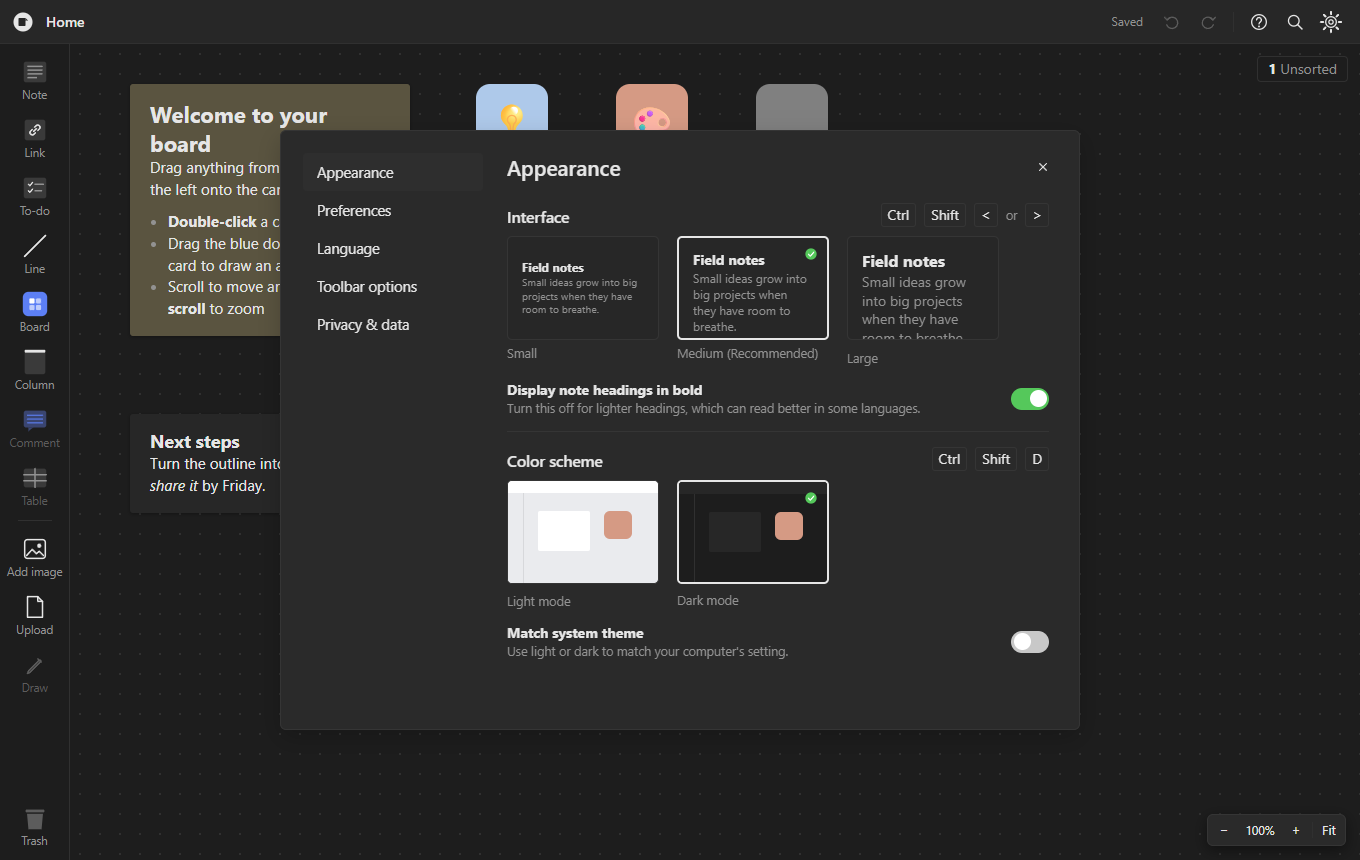 Home
Saved
1 Unsorted
Note
Link
To-do
Line
Board
Column
Comment
Table
Add image
Upload
Draw
Trash
Welcome to your
board
Drag anything from
the left onto the
Double-click a
Drag the blue
card to draw an
Scroll to move
scroll to zoom
Next steps
Turn the outline
share it by Friday.
Appearance
Preferences
Language
Toolbar options
Privacy & data
Appearance
×
Interface
Ctrl Shift < or >
Field notes
Small ideas grow into big
projects when they have
room to breathe.
Small
Field notes
Small ideas grow into
big projects when
they have room to
breathe.
Medium (Recommended)
Field notes
Small ideas grow
into big projects
when they have
room to breathe.
Large
Display note headings in bold
Turn this off for lighter headings, which can read better in some languages.
Color scheme
Ctrl Shift D
Light mode
Dark mode
Match system theme
Use light or dark to match your computer's setting.
− 100% + Fit